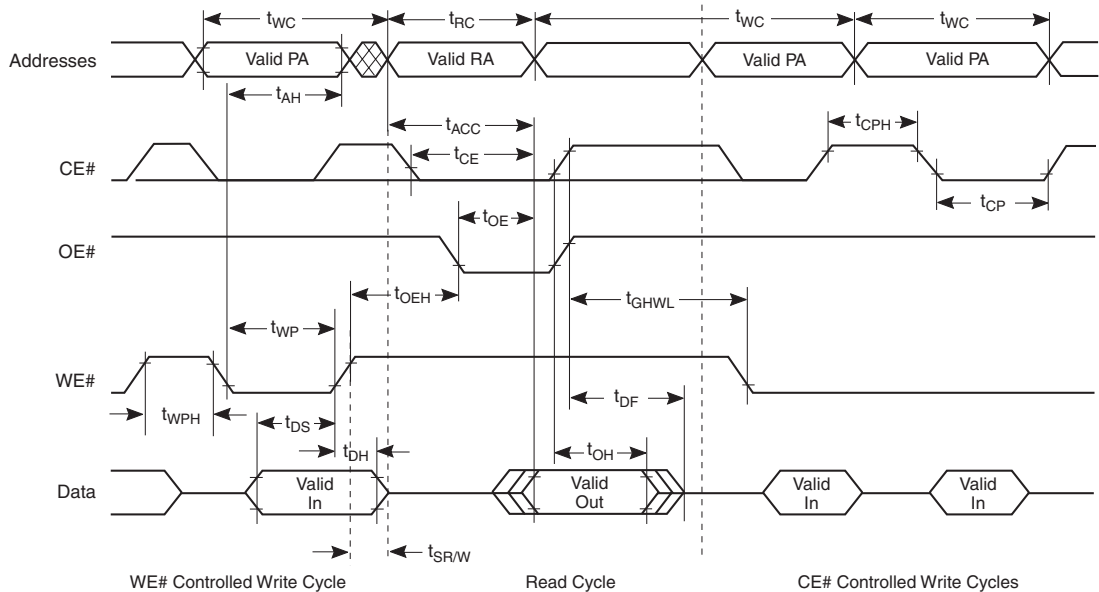 tWC tRC tWC tWC
Addresses Valid PA Valid RA Valid PA Valid PA
tAH
tACC tCPH
CE# tCE
tCP
tOE
OE#
tOEH tGHWL
tWP
WE#
tWPH tDS tDF
tDH tOH
Data Valid In Valid Out Valid In Valid In
tSR/W
WE# Controlled Write Cycle Read Cycle CE# Controlled Write Cycles